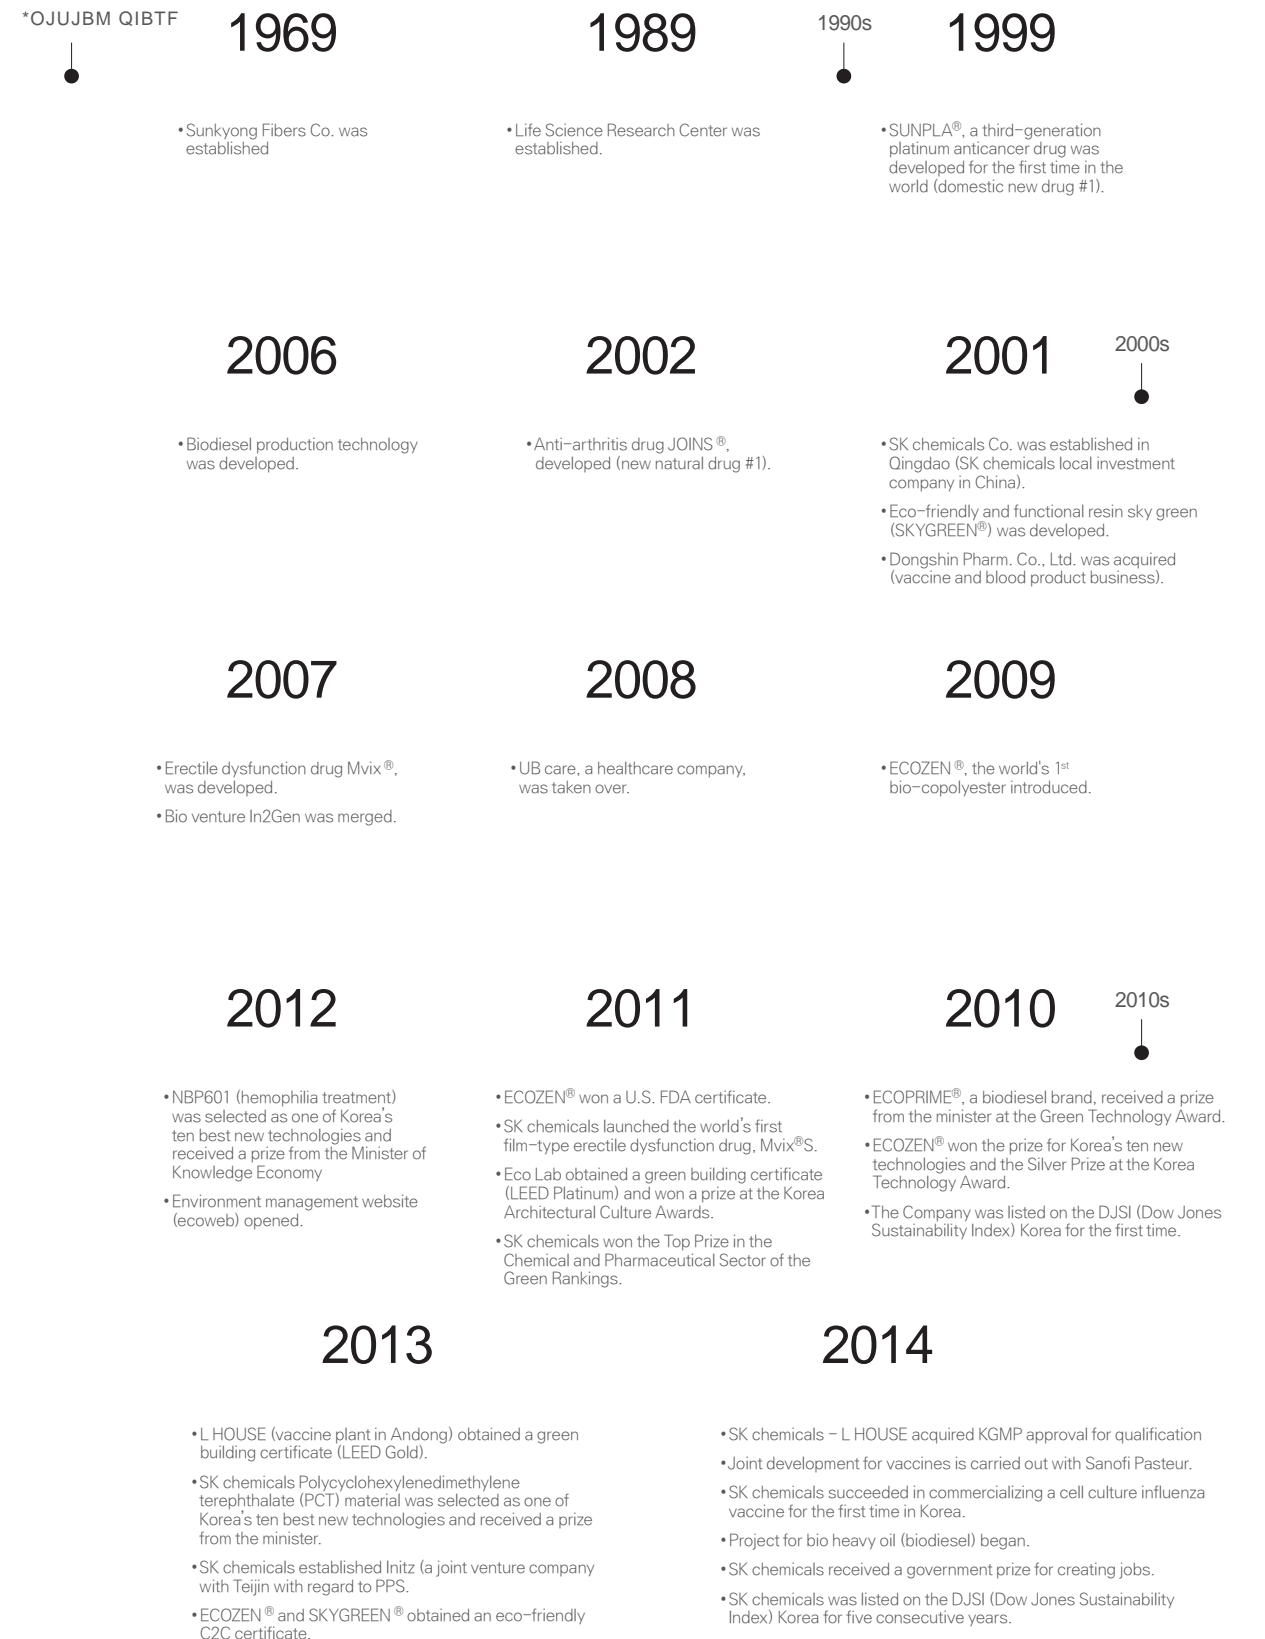 *OJUJBM QIBTF
1969
Sunkyong Fibers Co. was
established
1989
Life Science Research Center was
established.
1990s
1999
SUNPLA®, a third-generation
platinum anticancer drug was
developed for the first time in the
world (domestic new drug #1).
2006
Biodiesel production technology
was developed.
2002
Anti-arthritis drug JOINS ®,
developed (new natural drug #1).
2001
2000s
SK chemicals Co. was established in
Qingdao (SK chemicals local investment
company in China).
Eco-friendly and functional resin sky green
(SKYGREEN®) was developed.
Dongshin Pharm. Co., Ltd. was acquired
(vaccine and blood product business).
2007
Erectile dysfunction drug Mvix ®,
was developed.
Bio venture In2Gen was merged.
2008
UB care, a healthcare company,
was taken over.
2009
ECOZEN ®, the world's 1st
bio-copolyester introduced.
2012
NBP601 (hemophilia treatment)
was selected as one of Korea's
ten best new technologies and
received a prize from the Minister of
Knowledge Economy
Environment management website
(ecoweb) opened.
2011
ECOZEN® won a U.S. FDA certificate.
SK chemicals launched the world's first
film-type erectile dysfunction drug, Mvix®S.
Eco Lab obtained a green building certificate
(LEED Platinum) and won a prize at the Korea
Architectural Culture Awards.
SK chemicals won the Top Prize in the
Chemical and Pharmaceutical Sector of the
Green Rankings.
2010
2010s
ECOPRIME®, a biodiesel brand, received a prize
from the minister at the Green Technology Award.
ECOZEN® won the prize for Korea's ten new
technologies and the Silver Prize at the Korea
Technology Award.
The Company was listed on the DJSI (Dow Jones
Sustainability Index) Korea for the first time.
2013
L HOUSE (vaccine plant in Andong) obtained a green
building certificate (LEED Gold).
SK chemicals Polycyclohexylenedimethylene
terephthalate (PCT) material was selected as one of
Korea's ten best new technologies and received a prize
from the minister.
SK chemicals established Initz (a joint venture company
with Teijin with regard to PPS.
ECOZEN ® and SKYGREEN ® obtained an eco-friendly
C2C certificate.
2014
SK chemicals - L HOUSE acquired KGMP approval for qualification
Joint development for vaccines is carried out with Sanofi Pasteur.
SK chemicals succeeded in commercializing a cell culture influenza
vaccine for the first time in Korea.
Project for bio heavy oil (biodiesel) began.
SK chemicals received a government prize for creating jobs.
SK chemicals was listed on the DJSI (Dow Jones Sustainability
Index) Korea for five consecutive years.